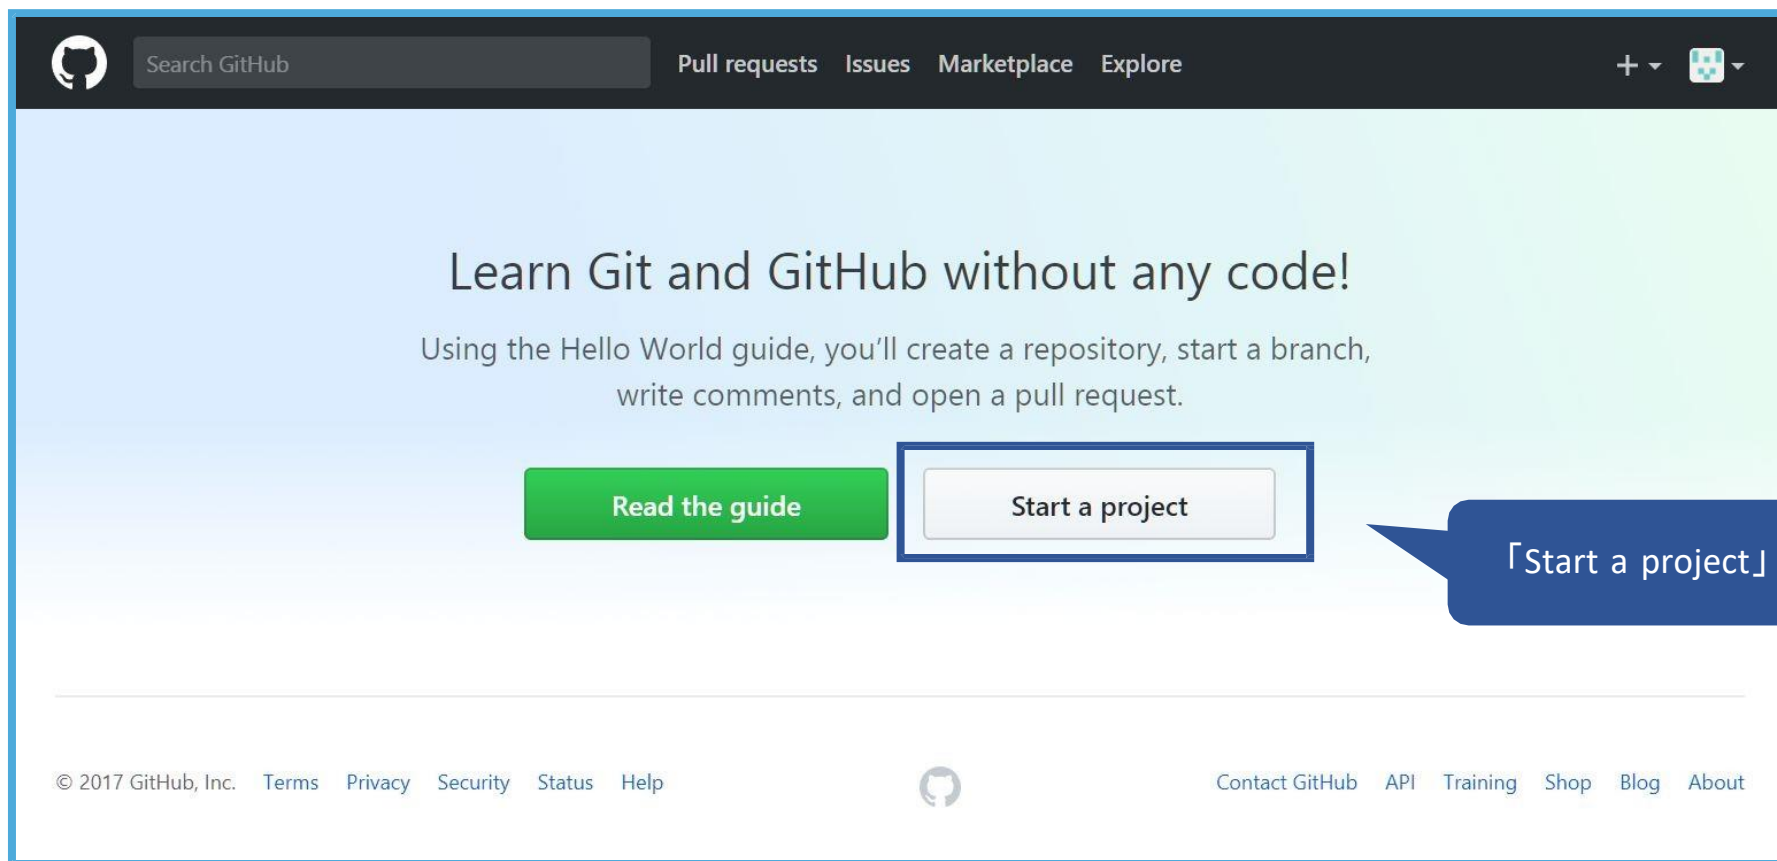 Search GitHub
Pull requests Issues Marketplace Explore
Learn Git and GitHub without any code!
Using the Hello World guide, you'll create a repository, start a branch,
write comments, and open a pull request.
Read the guide
Start a project
「Start a project」
© 2017 GitHub, Inc. Terms Privacy Security Status Help
Contact GitHub API Training Shop Blog About